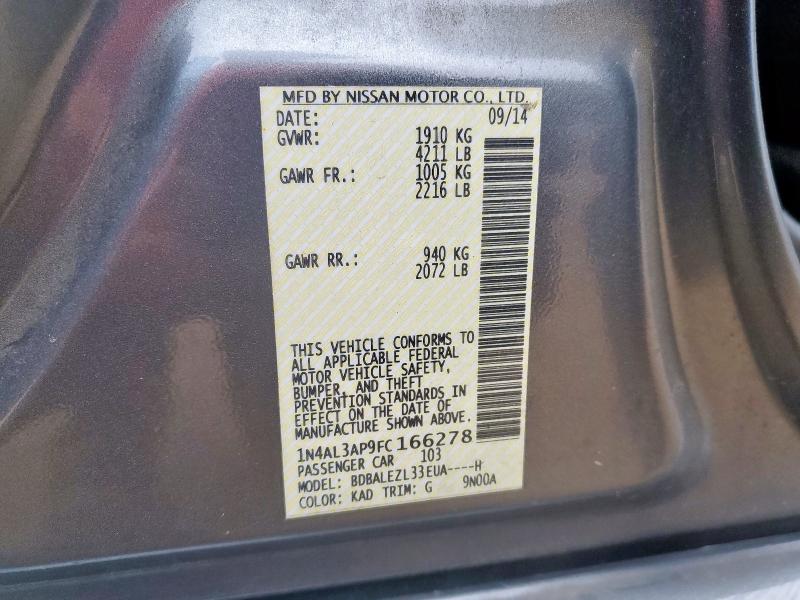 MFD BY NISSAN MOTOR CO., LTD.
DATE: 09/14
GVWR: 1910 KG
4211 LB
GAWR FR.: 1005 KG
2216 LB
GAWR RR.: 940 KG
2072 LB
THIS VEHICLE CONFORMS TO
ALL APPLICABLE FEDERAL
MOTOR VEHICLE SAFETY,
BUMPER, AND THEFT
PREVENTION STANDARDS IN
EFFECT ON THE DATE OF
MANUFACTURE SHOWN ABOVE.
1N4AL3AP9FC166278
PASSENGER CAR 103
MODEL: BDBALEZL33EUA----H
COLOR: KAD TRIM: G 9N00A